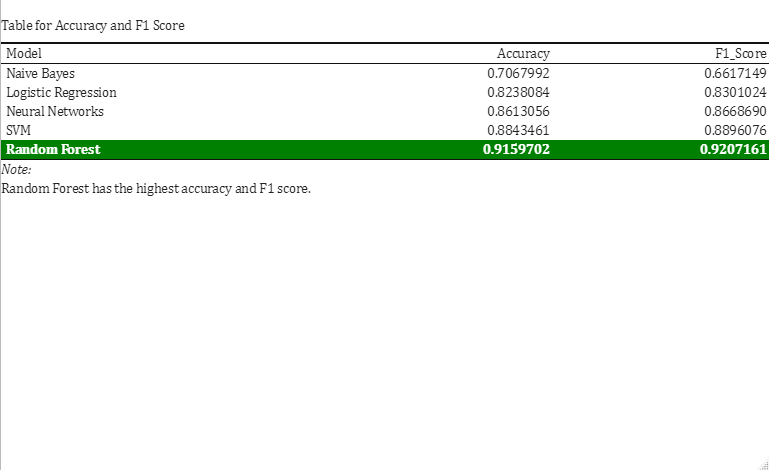 Table for Accuracy and F1 Score
Model Accuracy F1_Score
Naive Bayes 0.7067992 0.6617149
Logistic Regression 0.8238084 0.8301024
Neural Networks 0.8613056 0.8668690
SVM 0.8843461 0.8896076
Random Forest 0.9159702 0.9207161
Note:
Random Forest has the highest accuracy and F1 score.